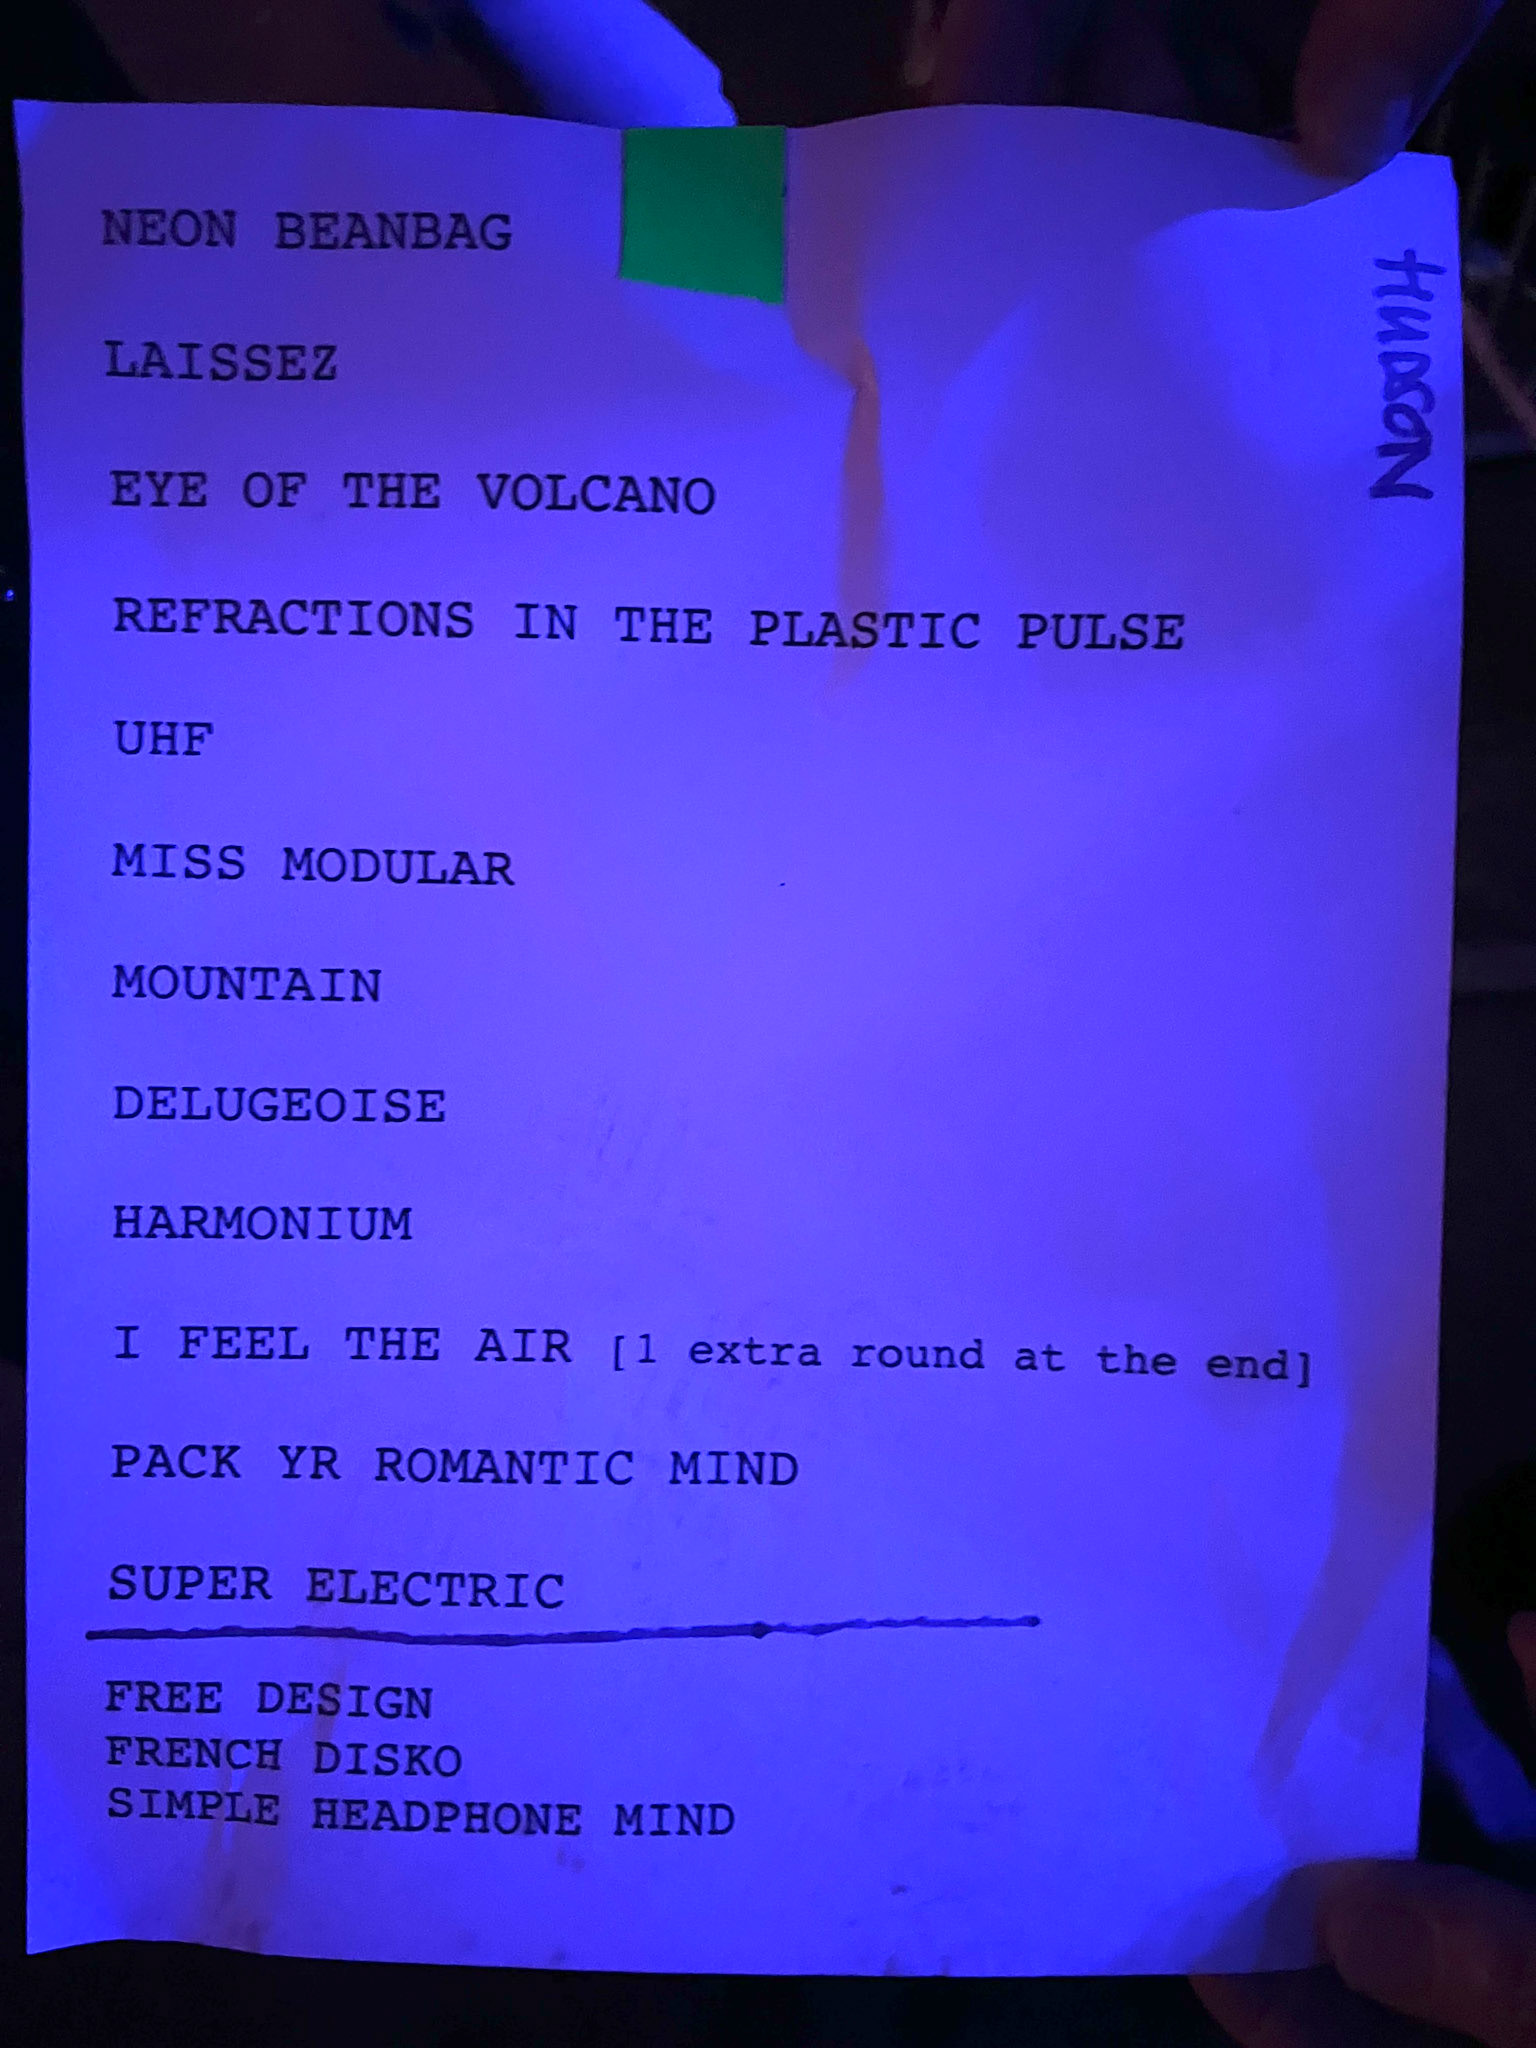 NEON BEANBAG
HUDSON
LAISSEZ
EYE OF THE VOLCANO
REFRACTIONS IN THE PLASTIC PULSE
UHF
MISS MODULAR
MOUNTAIN
DELUGEOISE
HARMONIUM
I FEEL THE AIR [1 extra round at the end]
PACK YR ROMANTIC MIND
SUPER ELECTRIC
FREE DESIGN
FRENCH DISKO
SIMPLE HEADPHONE MIND